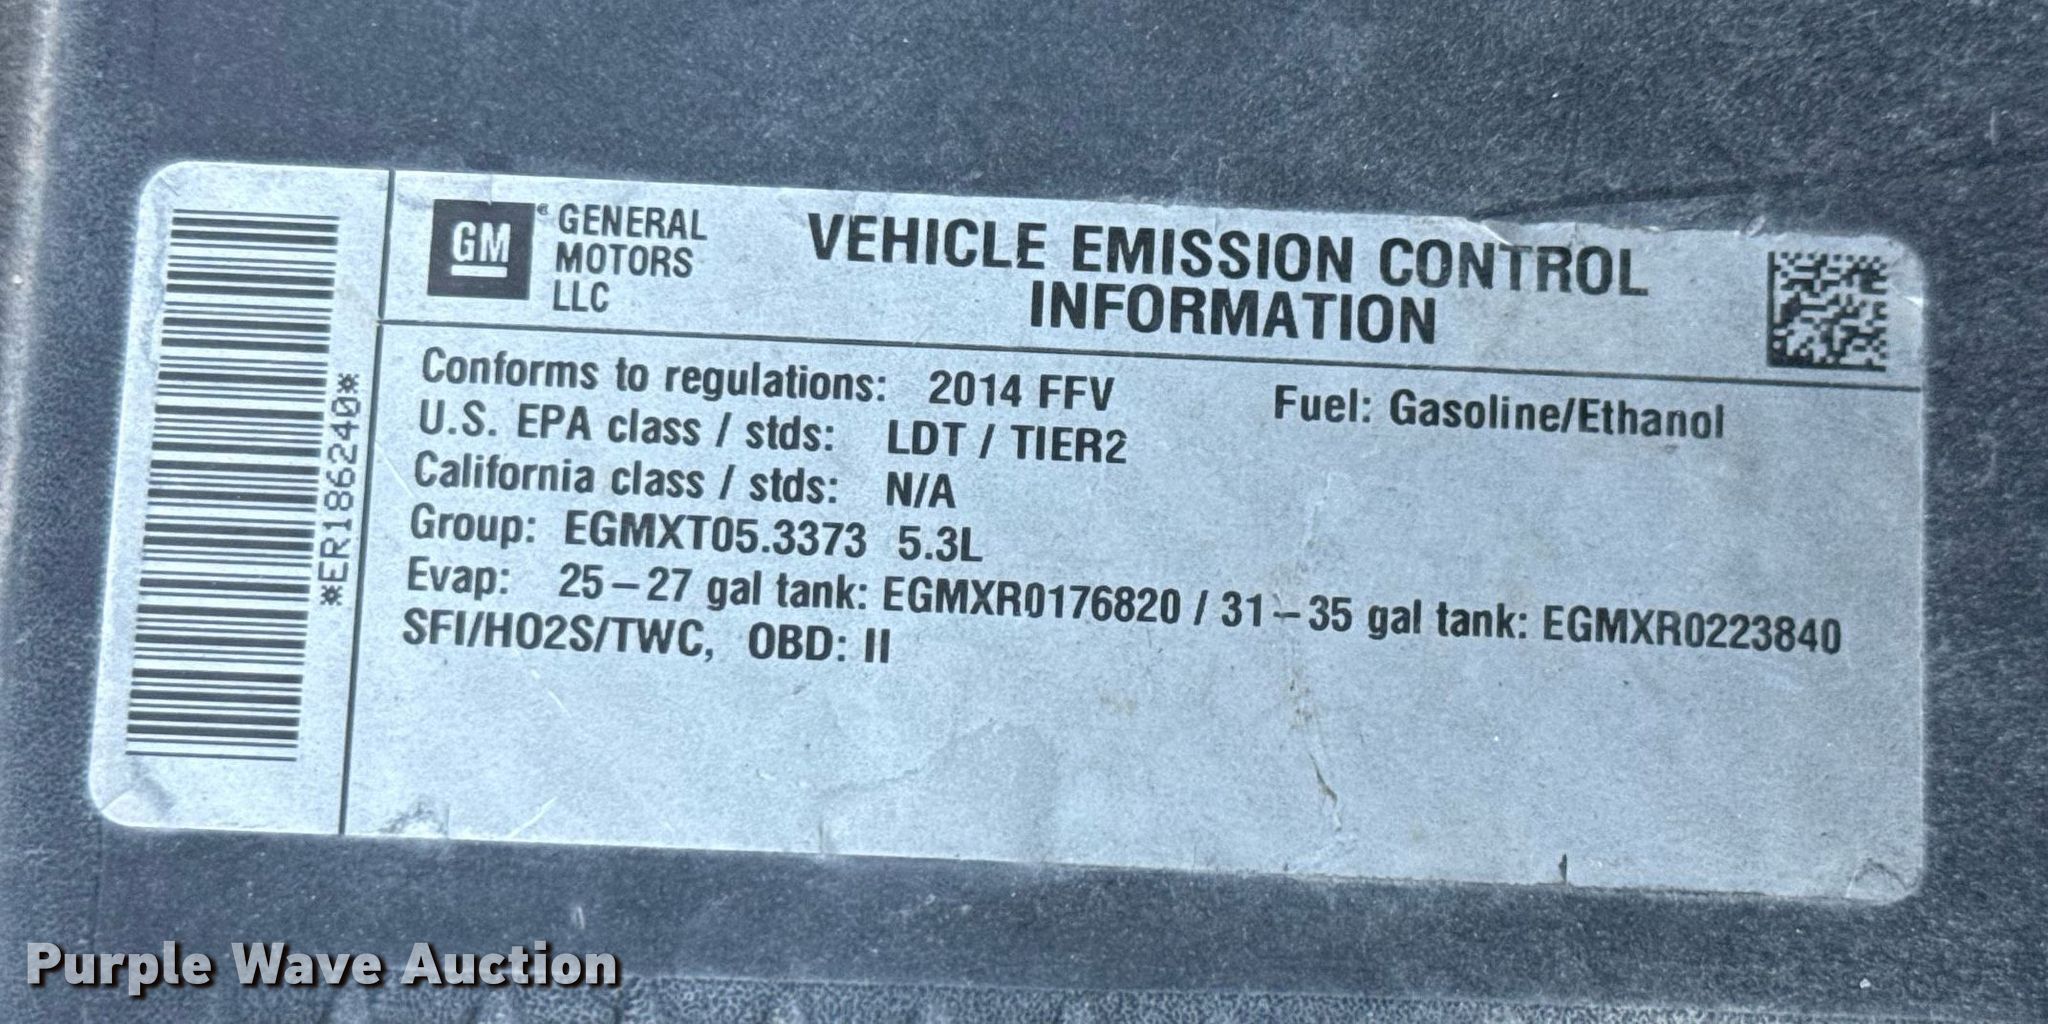 *ER186240*
GM
GENERAL
MOTORS
LLC
VEHICLE EMISSION CONTROL
INFORMATION
Conforms to regulations: 2014 FFV Fuel: Gasoline/Ethanol
U.S. EPA class / stds: LDT / TIER2
California class / stds: N/A
Group: EGMXT05.3373 5.3L
Evap: 25–27 gal tank: EGMXR0176820 / 31–35 gal tank: EGMXR0223840
SFI/HO2S/TWC, OBD: II
Purple Wave Auction